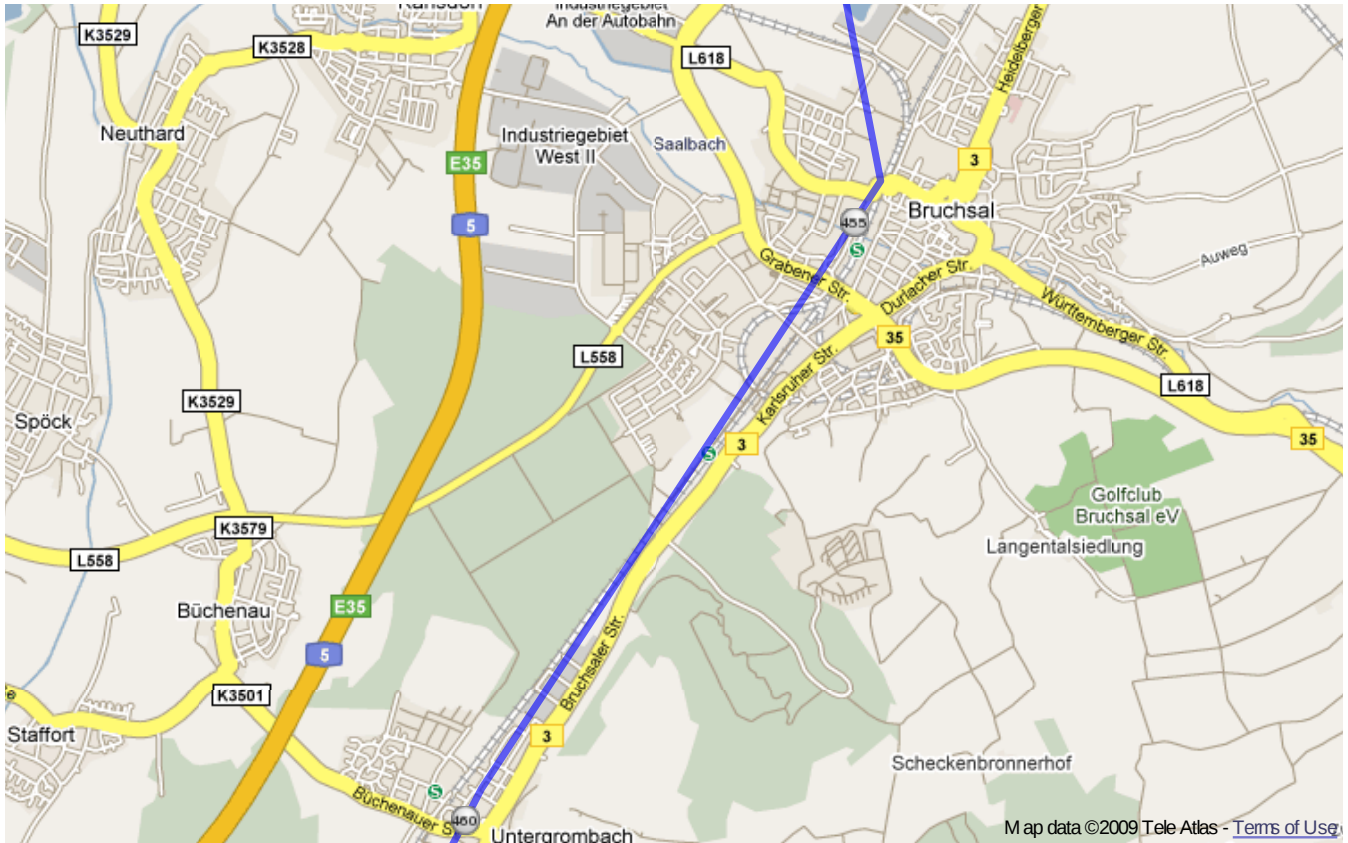 Karlsdorf
Industriegebiet
An der Autobahn
K3529
K3528
L618
Heidelberger
Neuthard
Industriegebiet
West II
Saalbach
E35
3
5
Bruchsal
455
S
Auweg
Grabener Str.
Durlacher Str.
Württemberger Str.
35
L558
Karlsruher Str.
L618
K3529
Spöck
3
S
35
Golfclub
Bruchsal eV
K3579
Langentalsiedlung
L558
Büchenau
E35
5
Bruchsaler Str.
K3501
Staffort
3
Scheckenbronnerhof
S
Büchenauer S
460
Untergrombach
Map data ©2009 Tele Atlas - Terms of Use